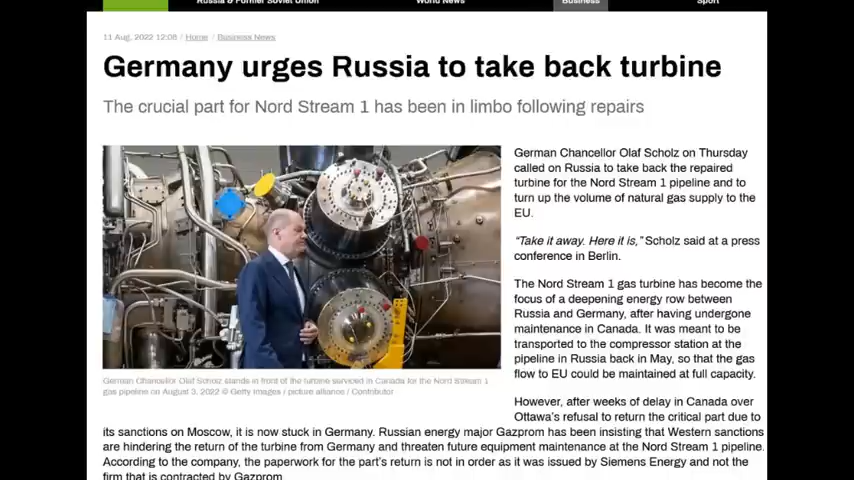 Russia & Former Soviet Union World News Business Sport
11 Aug, 2022 12:08 / Home / Business News
Germany urges Russia to take back turbine
The crucial part for Nord Stream 1 has been in limbo following repairs
German Chancellor Olaf Scholz on Thursday
called on Russia to take back the repaired
turbine for the Nord Stream 1 pipeline and to
turn up the volume of natural gas supply to the
EU.
“Take it away. Here it is,” Scholz said at a press
conference in Berlin.
The Nord Stream 1 gas turbine has become the
focus of a deepening energy row between
Russia and Germany, after having undergone
maintenance in Canada. It was meant to be
transported to the compressor station at the
pipeline in Russia back in May, so that the gas
flow to EU could be maintained at full capacity.
German Chancellor Olaf Scholz stands in front of the turbine serviced in Canada for the Nord Stream 1
gas pipeline on August 3, 2022 © Getty Images / picture alliance / Contributor
However, after weeks of delay in Canada over
Ottawa’s refusal to return the critical part due to
its sanctions on Moscow, it is now stuck in Germany. Russian energy major Gazprom has been insisting that Western sanctions
are hindering the return of the turbine from Germany and threaten future equipment maintenance at the Nord Stream 1 pipeline.
According to the company, the paperwork for the part’s return is not in order as it was issued by Siemens Energy and not the
firm that is contracted by Gazprom